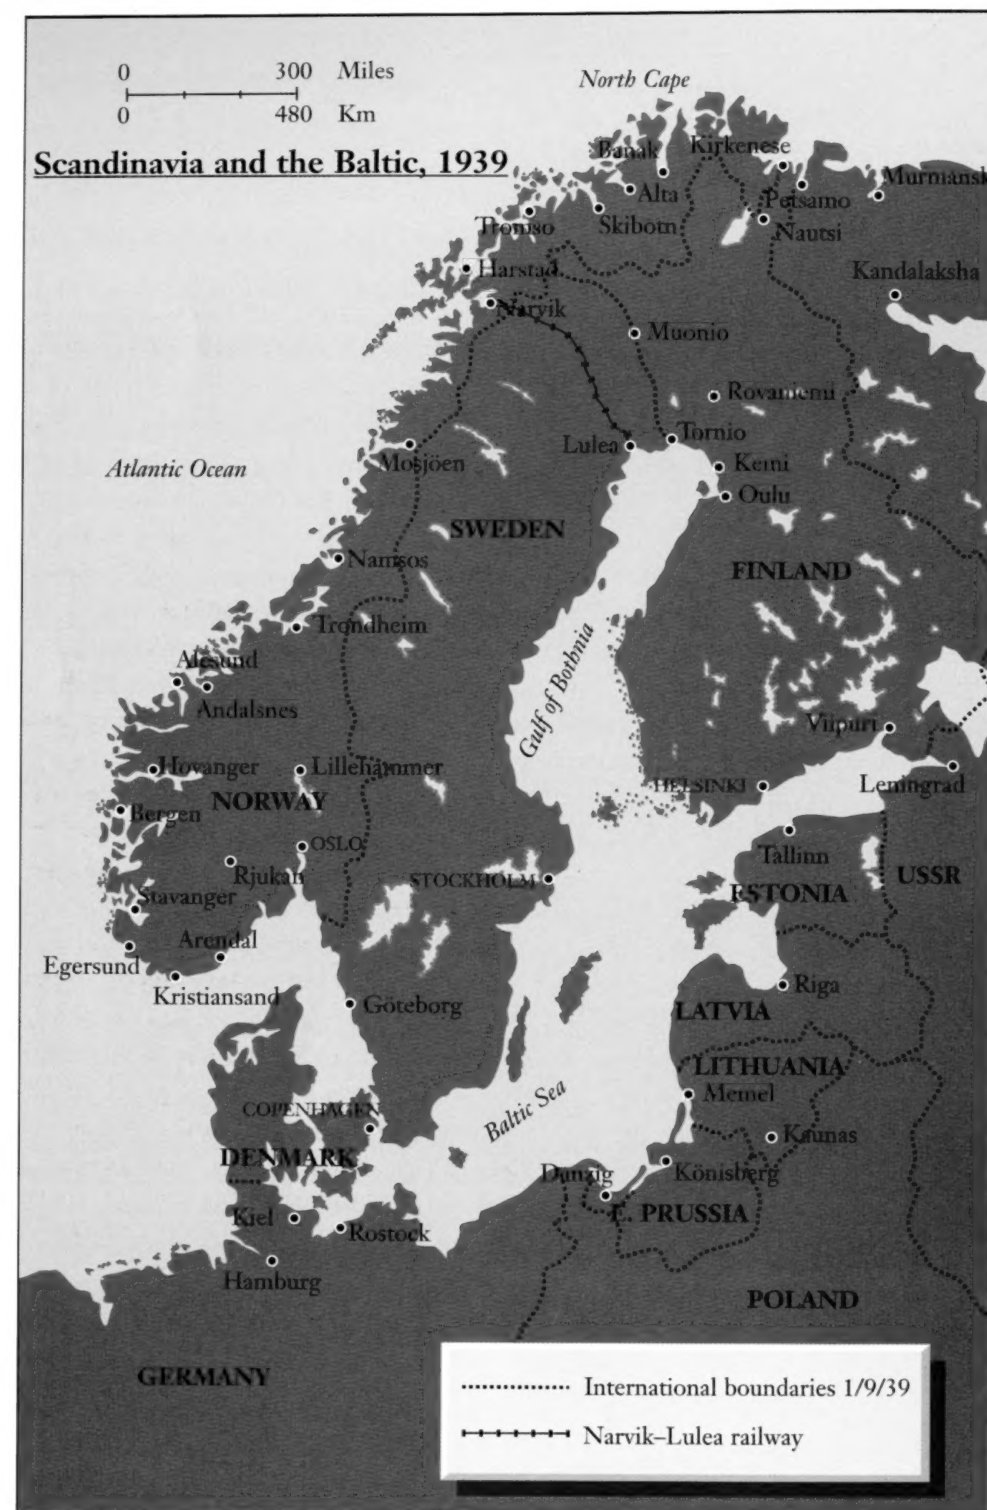 0 300 Miles
0 480 Km
North Cape
Scandinavia and the Baltic, 1939
Banak
Kirkenese
Murmansk
Alta
Petsamo
Tromso
Skibotn
Nautsi
Harstad
Kandalaksha
Narvik
Muonio
Rovaniemi
Lulea
Tornio
Mosjöen
Kemi
Atlantic Ocean
Oulu
SWEDEN
Namsos
FINLAND
Trondheim
Gulf of Bothnia
Alesund
Andalsnes
Viipuri
Hovanger
Lillehammer
HELSINKI
Leningrad
NORWAY
Bergen
OSLO
Tallinn
Rjukan
STOCKHOLM
USSR
ESTONIA
Stavanger
Arendal
Egersund
Kristiansand
Riga
Göteborg
LATVIA
LITHUANIA
Memel
COPENHAGEN
Baltic Sea
Kaunas
DENMARK
Danzig
Könisberg
E. PRUSSIA
Kiel
Rostock
Hamburg
POLAND
GERMANY
International boundaries 1/9/39
Narvik–Lulea railway